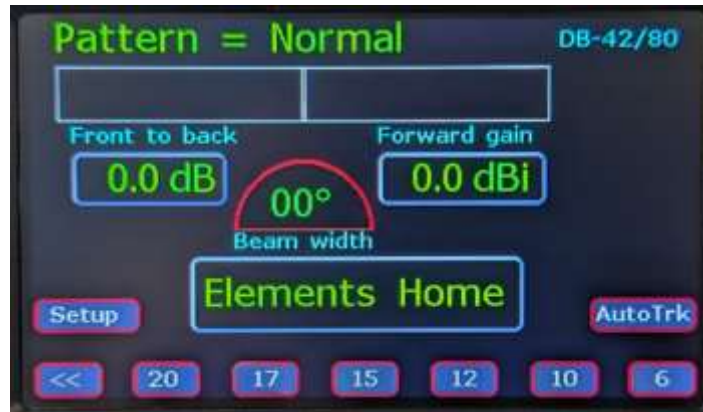 Pattern = Normal DB-42/80
Front to back Forward gain
0.0 dB 0.0 dBi
00°
Beam width
Elements Home
Setup AutoTrk
<< 20 17 15 12 10 6